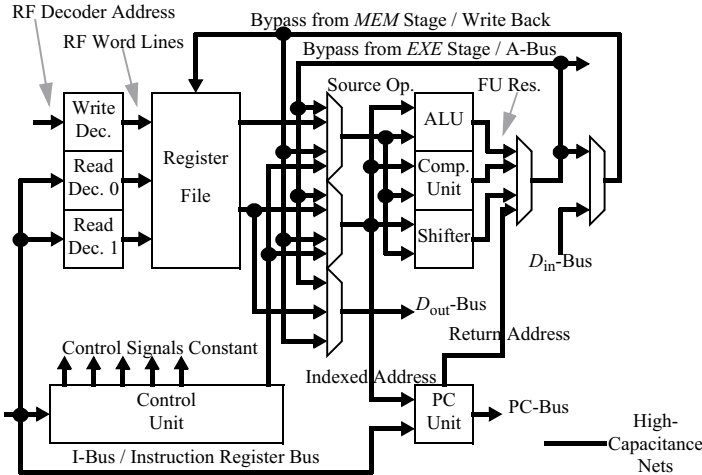 RF Decoder Address
Bypass from MEM Stage / Write Back
RF Word Lines
Bypass from EXE Stage / A-Bus
Source Op.
FU Res.
Write
Dec.
Read
Dec. 0
Read
Dec. 1
Register
File
ALU
Comp.
Unit
Shifter
Din-Bus
Dout-Bus
Return Address
Control Signals Constant
Indexed Address
Control
Unit
PC
Unit
PC-Bus
I-Bus / Instruction Register Bus
High-
Capacitance
Nets